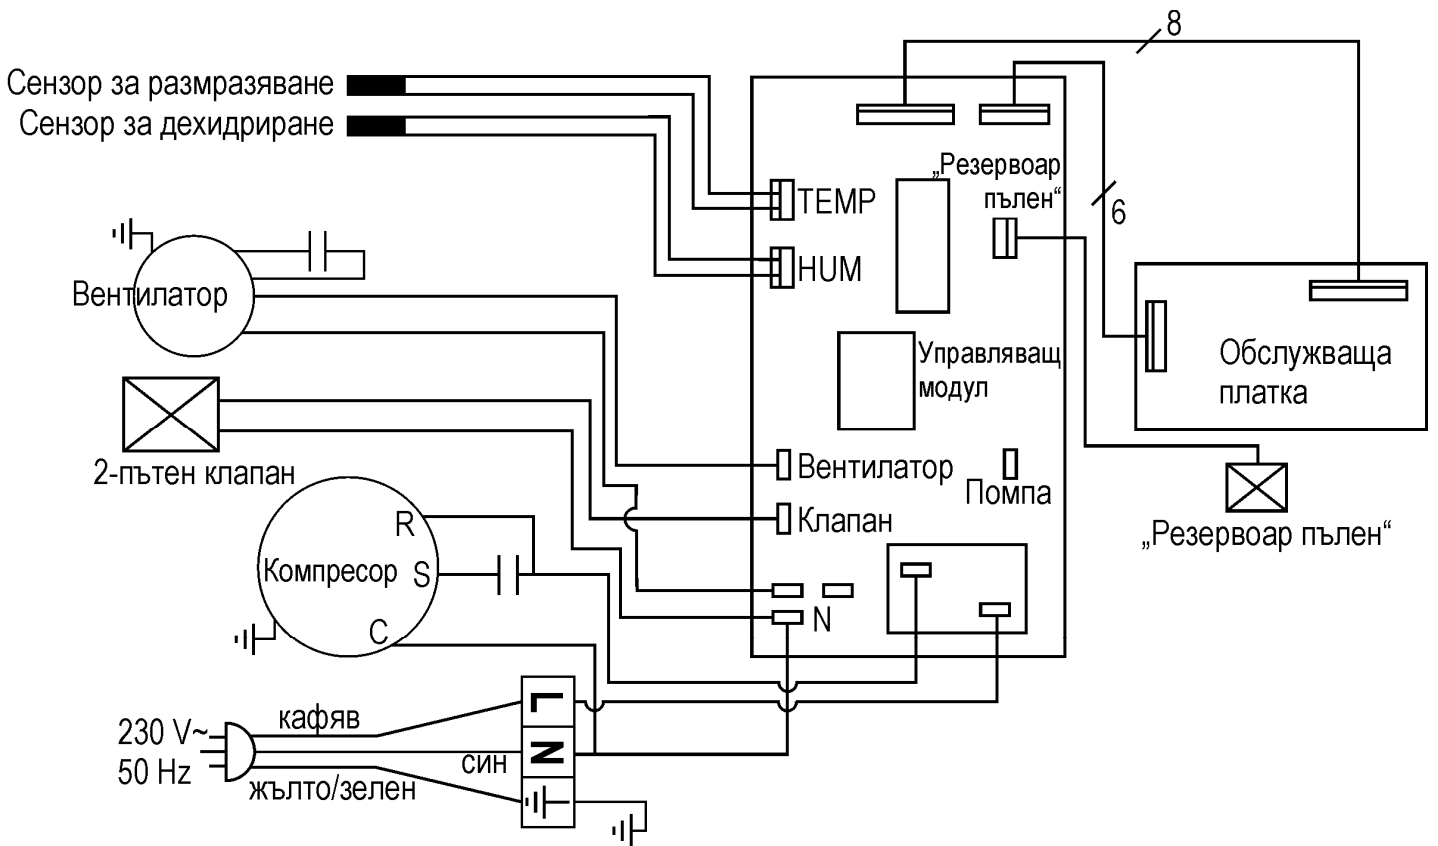 8
Сензор за размразяване
Сензор за дехидриране
„Резервоар
пълен“
TEMP
6
HUM
Вентилатор
Управляващ
модул
Обслужваща
платка
2-пътен клапан
Вентилатор
Помпа
R
Клапан
„Резервоар пълен“
Компресор
S
N
C
L
кафяв
230 V~
N
син
50 Hz
жълто/зелен